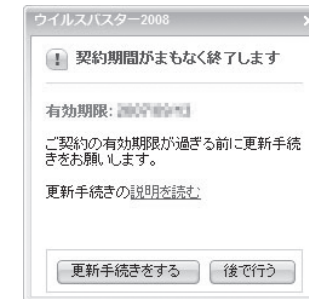 ウイルスバスター2008
契約期間がまもなく終了します
有効期限:
ご契約の有効期限が過ぎる前に更新手続
きをお願いします。
更新手続きの説明を読む
更新手続きをする
後で行う